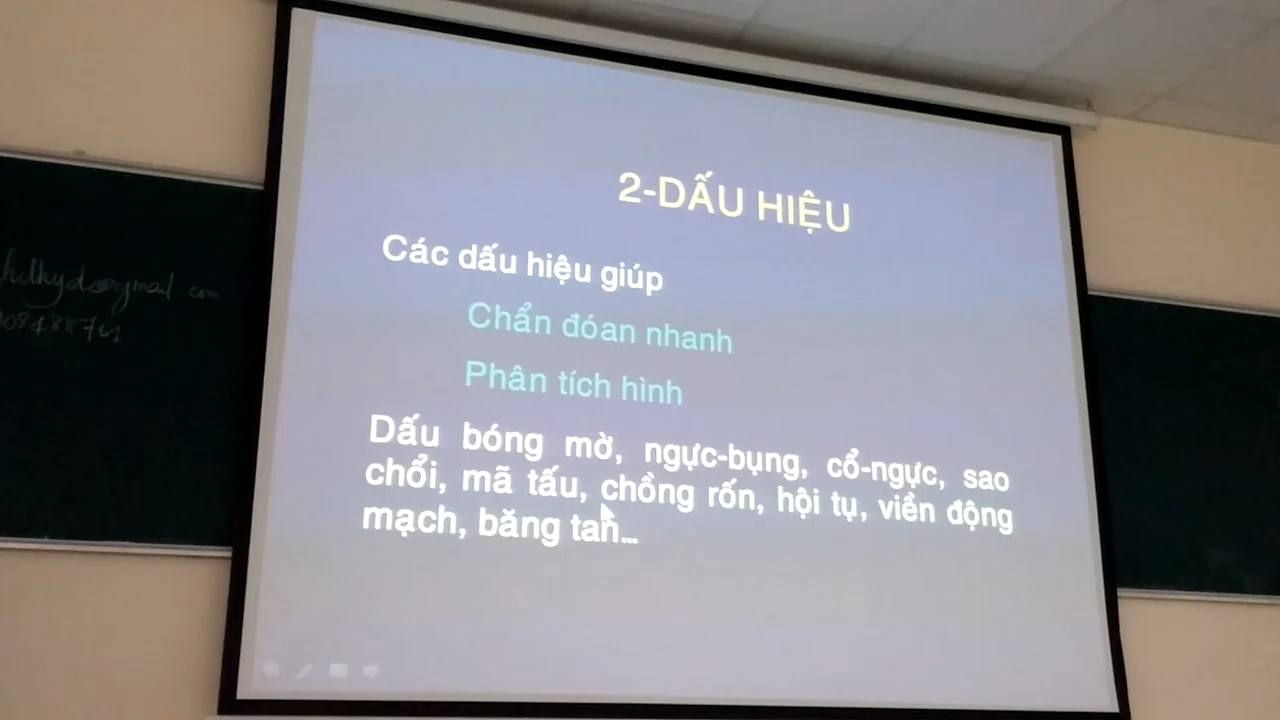 2-DẤU HIỆU
Các dấu hiệu giúp
Chẩn đóan nhanh
Phân tích hình
Dấu bóng mờ, ngực-bụng, cổ-ngực, sao
chổi, mã tấu, chồng rốn, hội tụ, viền động
mạch, băng tan...